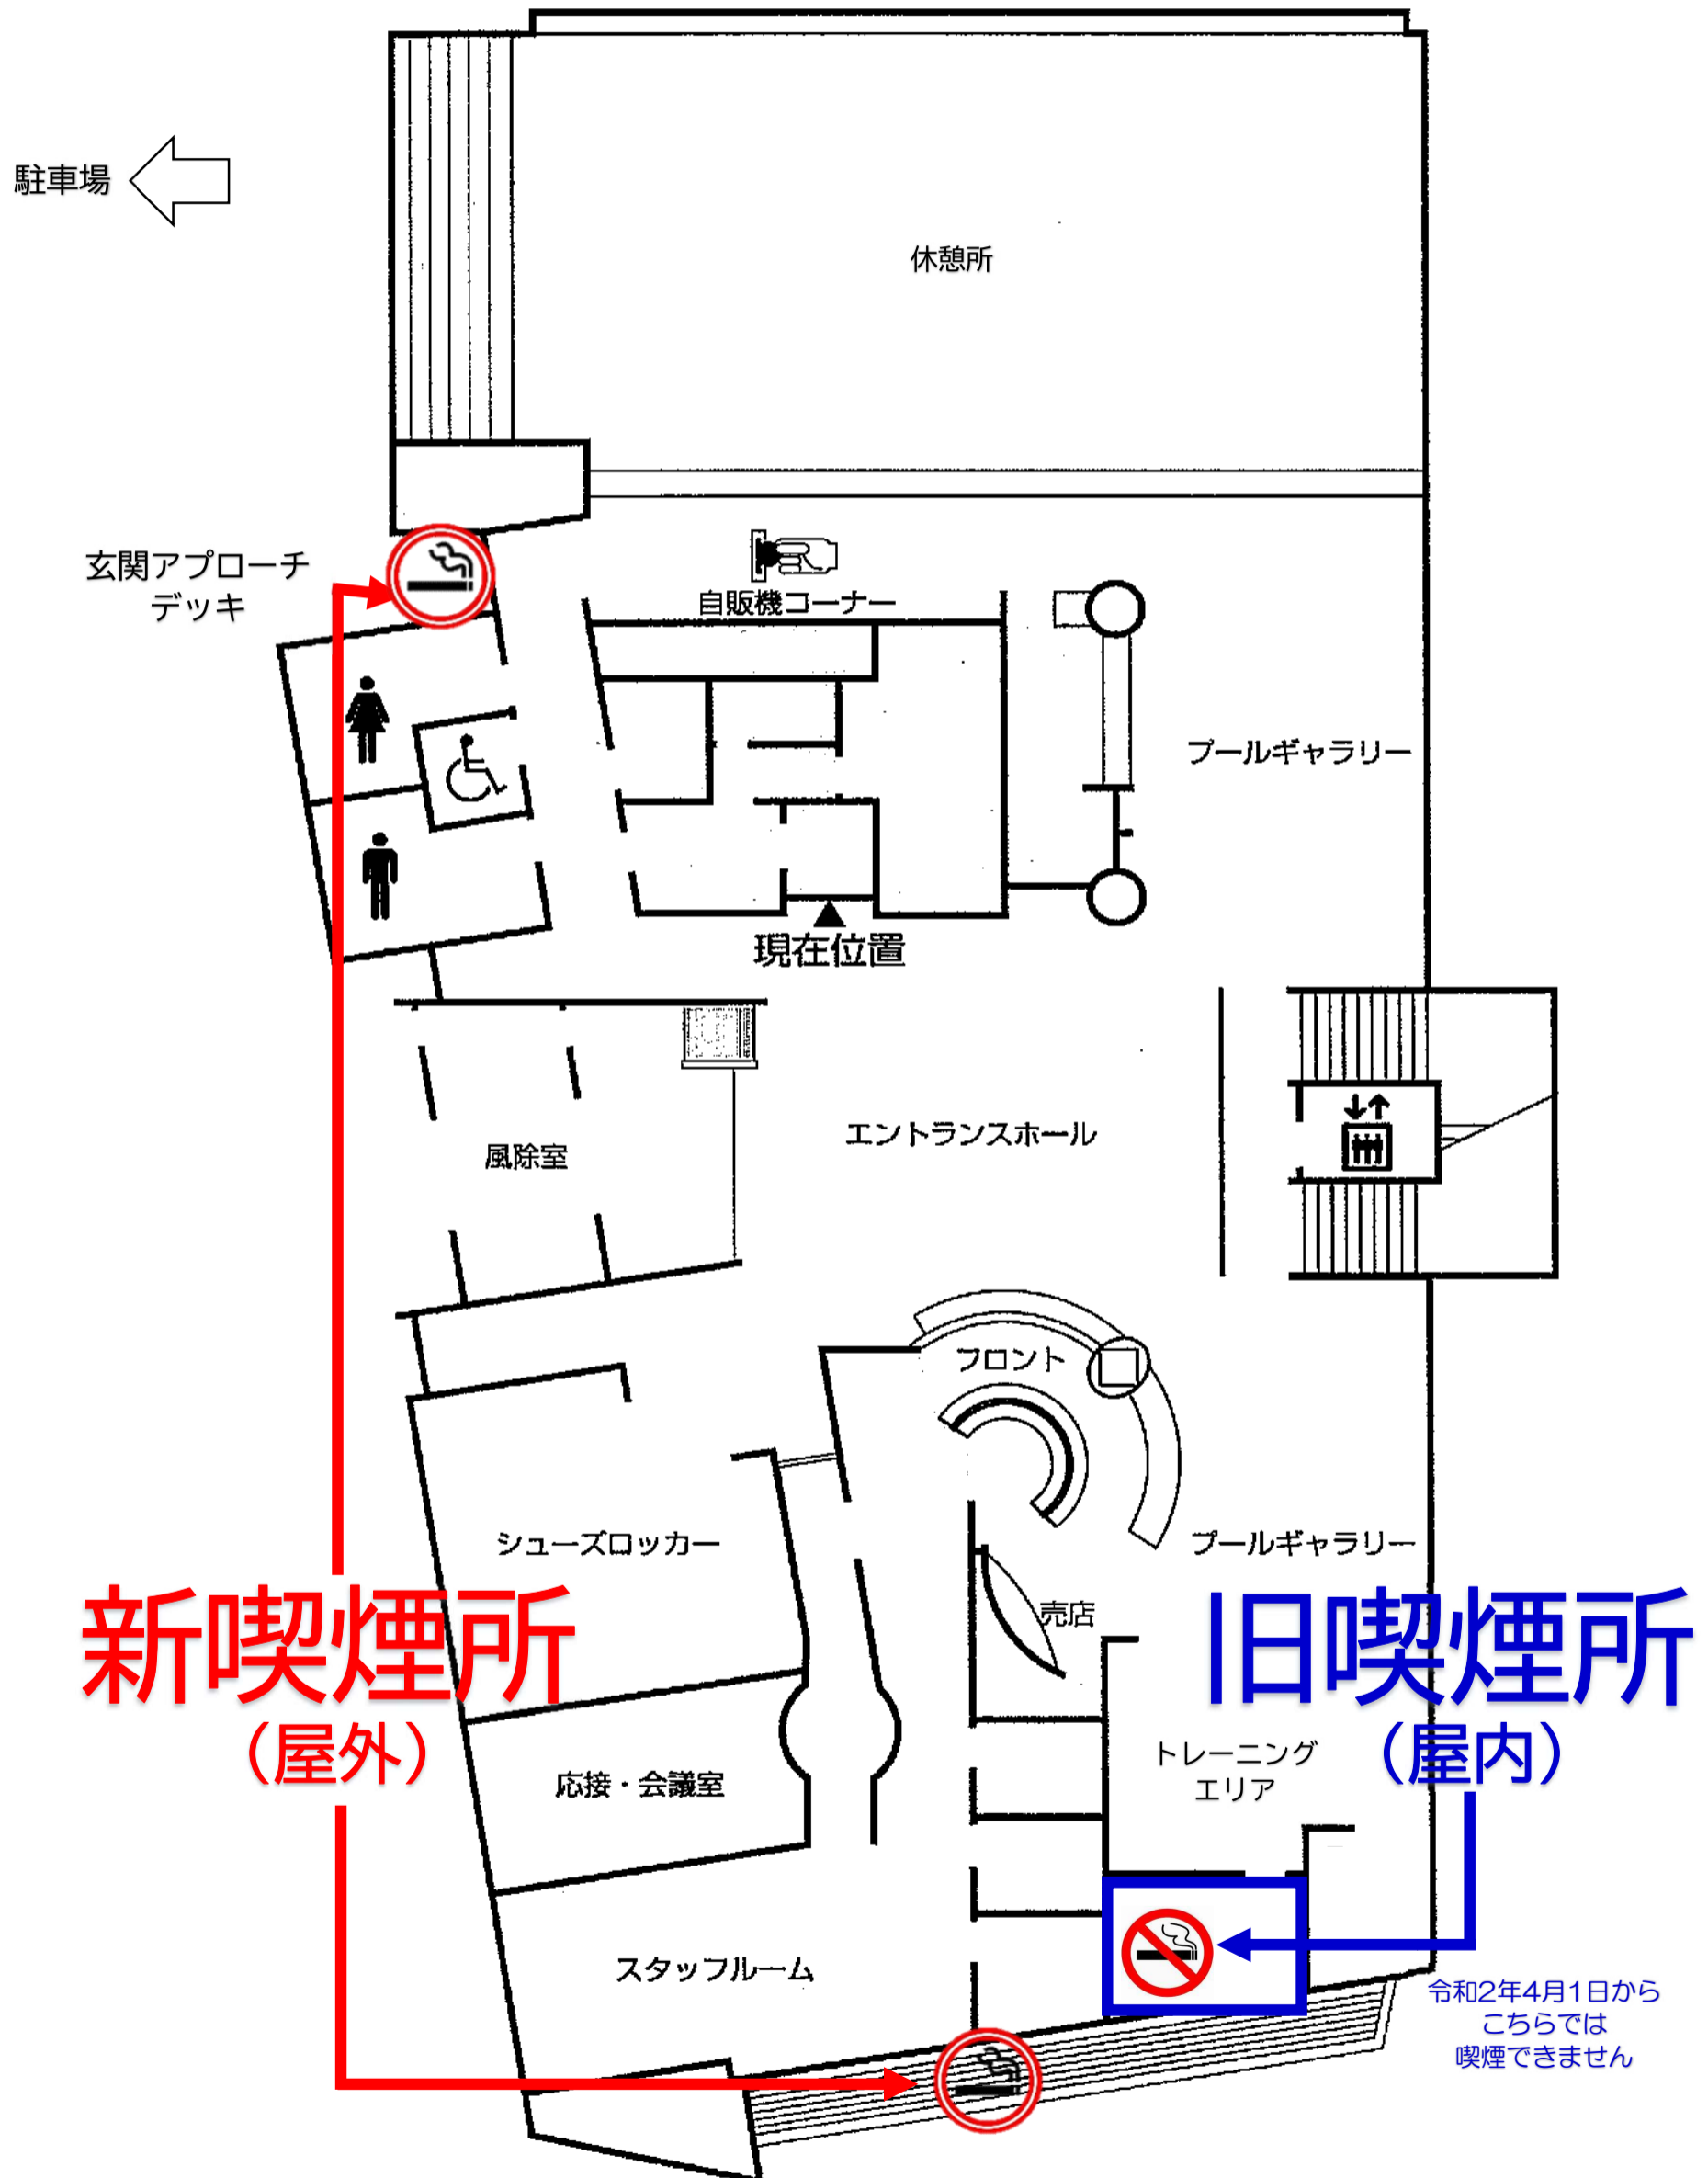 駐車場
休憩所
玄関アプローチ
デッキ
自販機コーナー
プールギャラリー
現在位置
エントランスホール
風除室
フロント
シューズロッカー
プールギャラリー
売店
新喫煙所
（屋外）
旧喫煙所
（屋内）
トレーニング
エリア
応接・会議室
スタッフルーム
令和2年4月1日から
こちらでは
喫煙できません